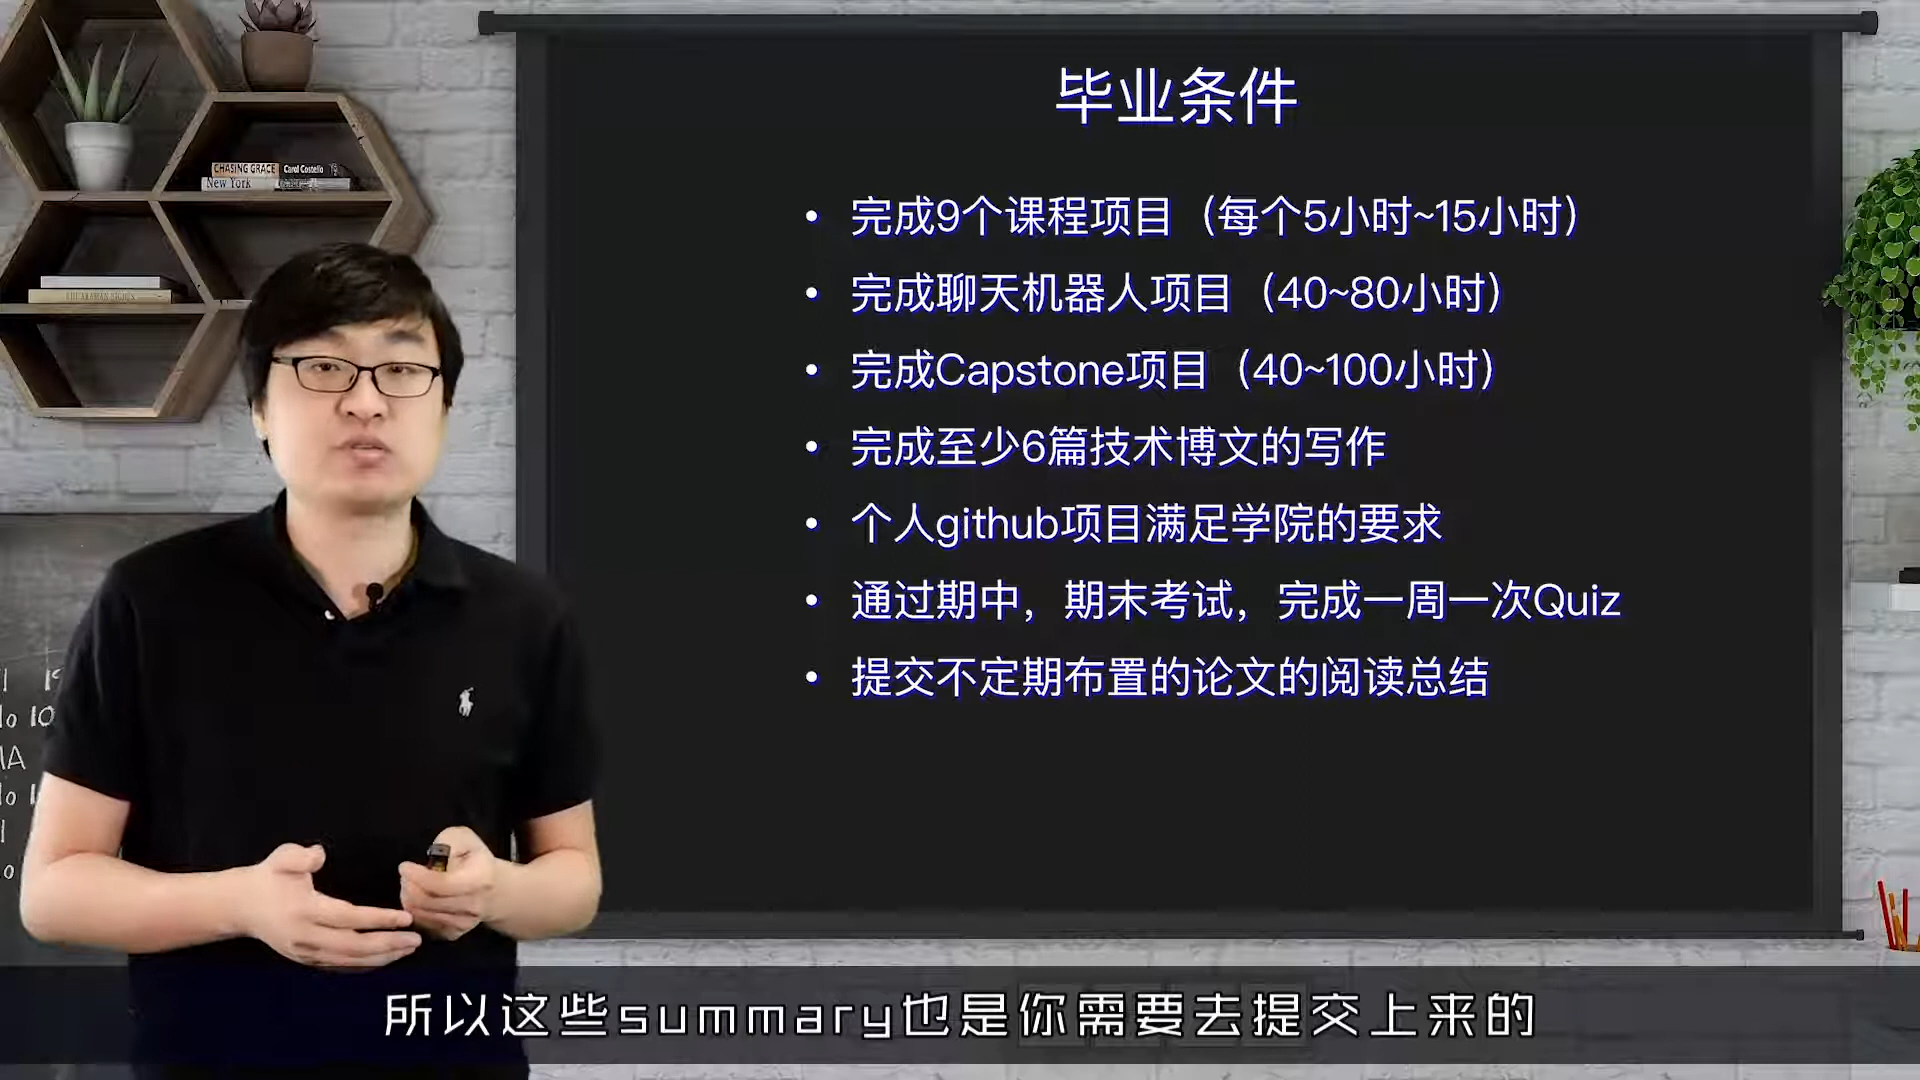 毕业条件
CHASING GRACE
Carol Costello
New York
• 完成9个课程项目（每个5小时~15小时）
• 完成聊天机器人项目（40~80小时）
• 完成Capstone项目（40~100小时）
• 完成至少6篇技术博文的写作
• 个人github项目满足学院的要求
• 通过期中，期末考试，完成一周一次Quiz
• 提交不定期布置的论文的阅读总结
所以这些summary也是你需要去提交上来的